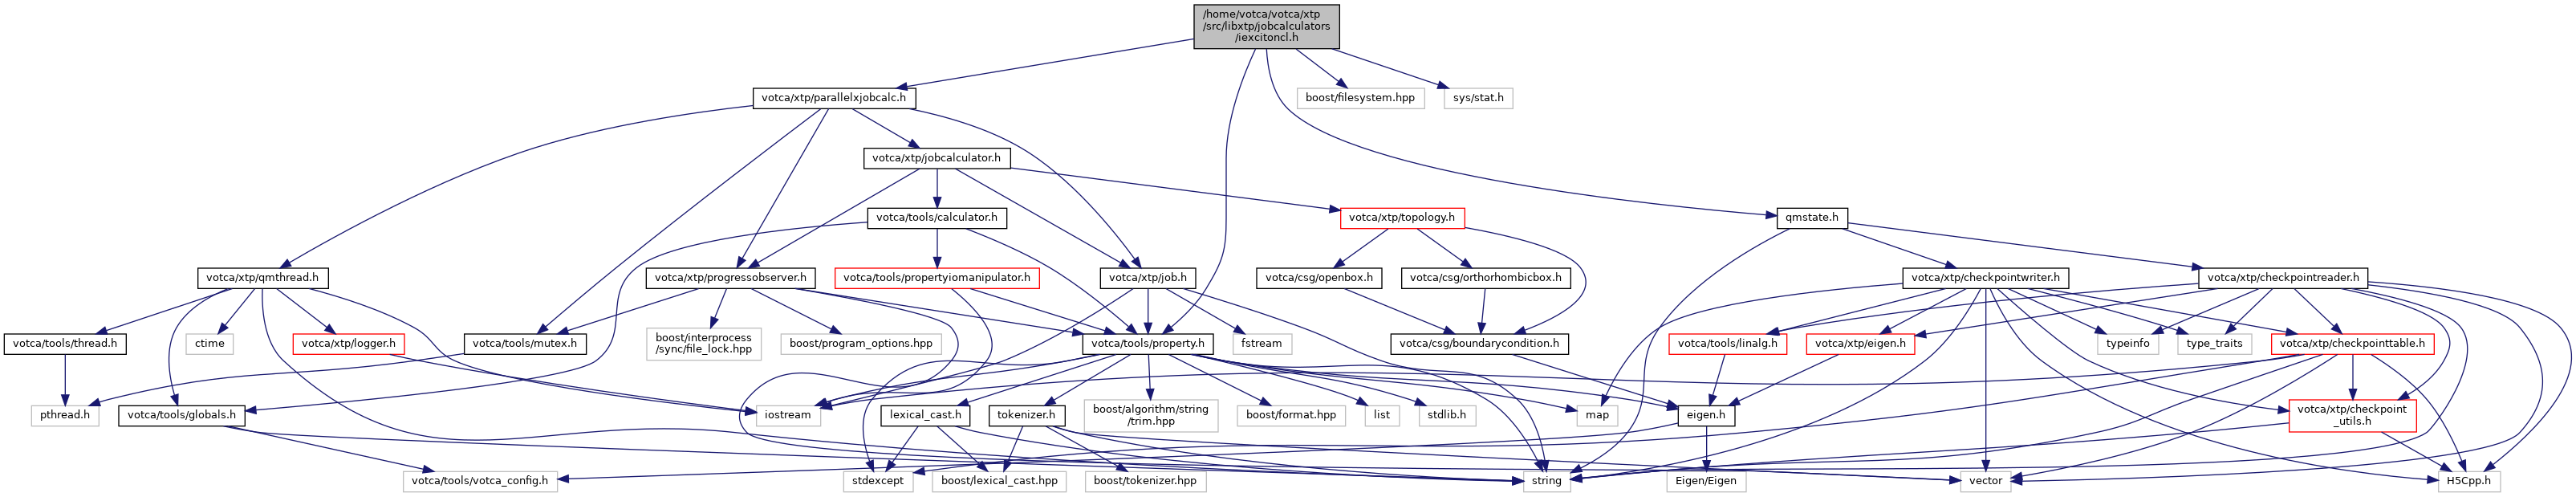 /home/votca/votca/xtp
/src/libxtp/jobcalculators
/iexcitoncl.h
votca/xtp/parallelxjobcalc.h
boost/filesystem.hpp
sys/stat.h
votca/xtp/jobcalculator.h
votca/tools/calculator.h
votca/xtp/topology.h
qmstate.h
votca/xtp/qmthread.h
votca/xtp/progressobserver.h
votca/tools/propertyiomanipulator.h
votca/xtp/job.h
votca/csg/openbox.h
votca/csg/orthorhombicbox.h
votca/xtp/checkpointwriter.h
votca/xtp/checkpointreader.h
votca/tools/thread.h
ctime
votca/xtp/logger.h
votca/tools/mutex.h
boost/interprocess
/sync/file_lock.hpp
boost/program_options.hpp
votca/tools/property.h
fstream
votca/csg/boundarycondition.h
votca/tools/linalg.h
votca/xtp/eigen.h
typeinfo
type_traits
votca/xtp/checkpointtable.h
pthread.h
votca/tools/globals.h
iostream
lexical_cast.h
tokenizer.h
boost/algorithm/string
/trim.hpp
boost/format.hpp
list
stdlib.h
map
eigen.h
votca/xtp/checkpoint
_utils.h
votca/tools/votca_config.h
stdexcept
boost/lexical_cast.hpp
boost/tokenizer.hpp
string
Eigen/Eigen
vector
H5Cpp.h